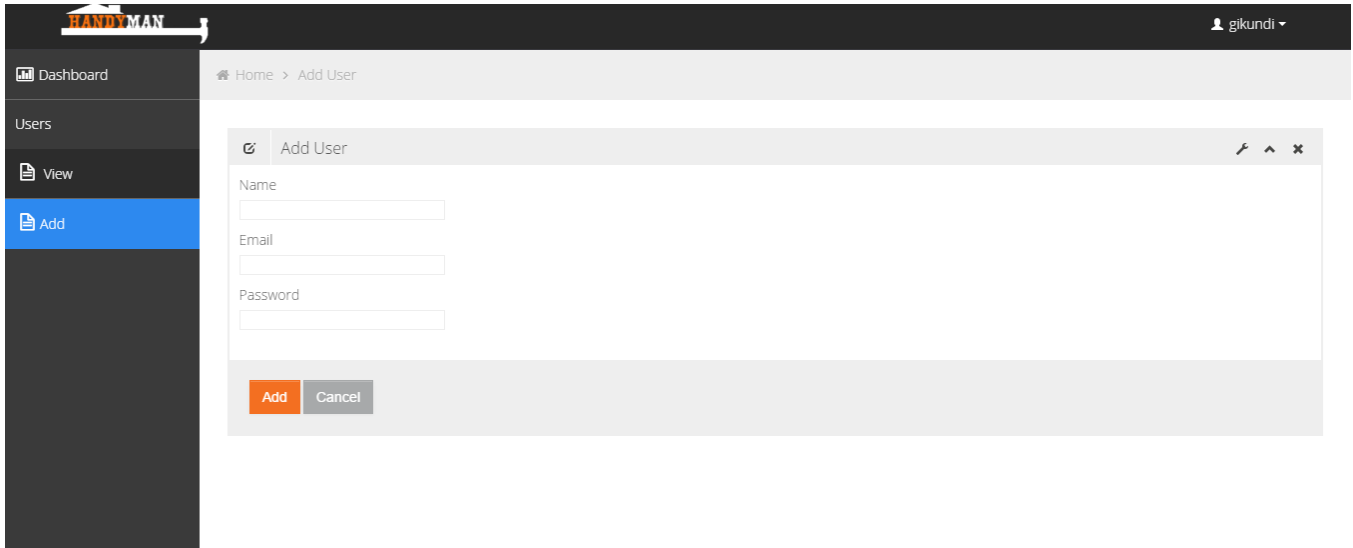 HANDYMAN
gikundi
Dashboard
Home > Add User
Users
View
Add
Add User
Name
Email
Password
Add Cancel